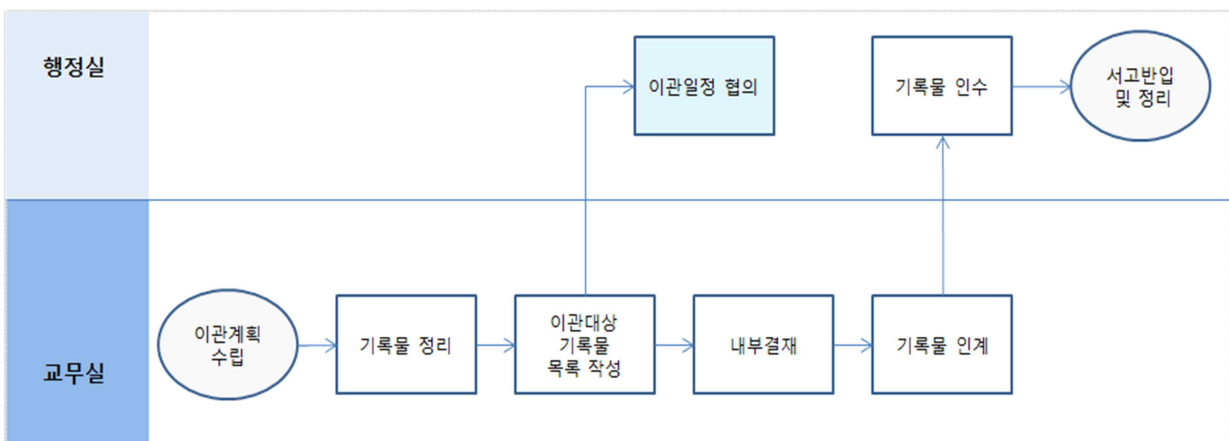 행정실
이관일정 협의
기록물 인수
서고반입
및 정리
교무실
이관계획
수립
기록물 정리
이관대상
기록물
목록 작성
내부결재
기록물 인계